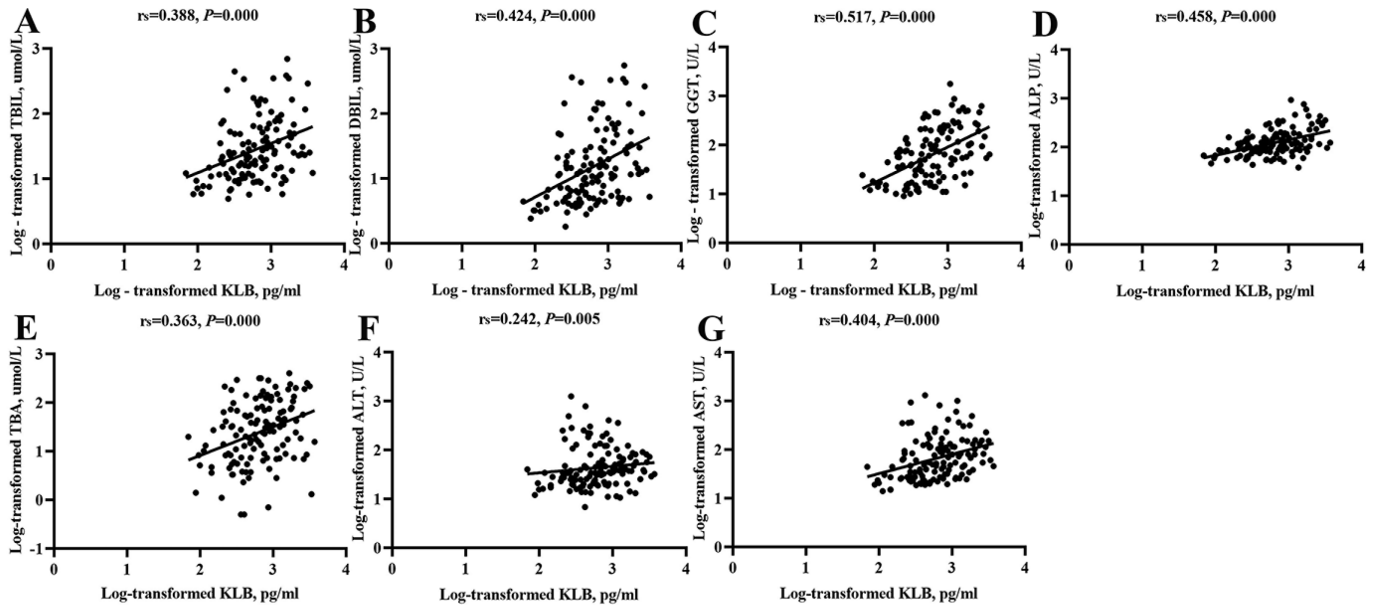 A
rs=0.388, P=0.000
Log - transformed TBIL, umol/L
3
2
1
0
0 1 2 3 4
Log - transformed KLB, pg/ml
B
rs=0.424, P=0.000
Log - transformed DBIL, umol/L
3
2
1
0
0 1 2 3 4
Log - transformed KLB, pg/ml
C
rs=0.517, P=0.000
Log - transformed GGT, U/L
4
3
2
1
0
0 1 2 3 4
Log - transformed KLB, pg/ml
D
rs=0.458, P=0.000
Log-transformed ALP, U/L
4
3
2
1
0
0 1 2 3 4
Log-transformed KLB, pg/ml
E
rs=0.363, P=0.000
Log-transformed TBA, umol/L
3
2
1
0
-1
0 1 2 3 4
Log-transformed KLB, pg/ml
F
rs=0.242, P=0.005
Log-transformed ALT, U/L
4
3
2
1
0
0 1 2 3 4
Log-transformed KLB, pg/ml
G
rs=0.404, P=0.000
Log-transformed AST, U/L
4
3
2
1
0
0 1 2 3 4
Log-transformed KLB, pg/ml